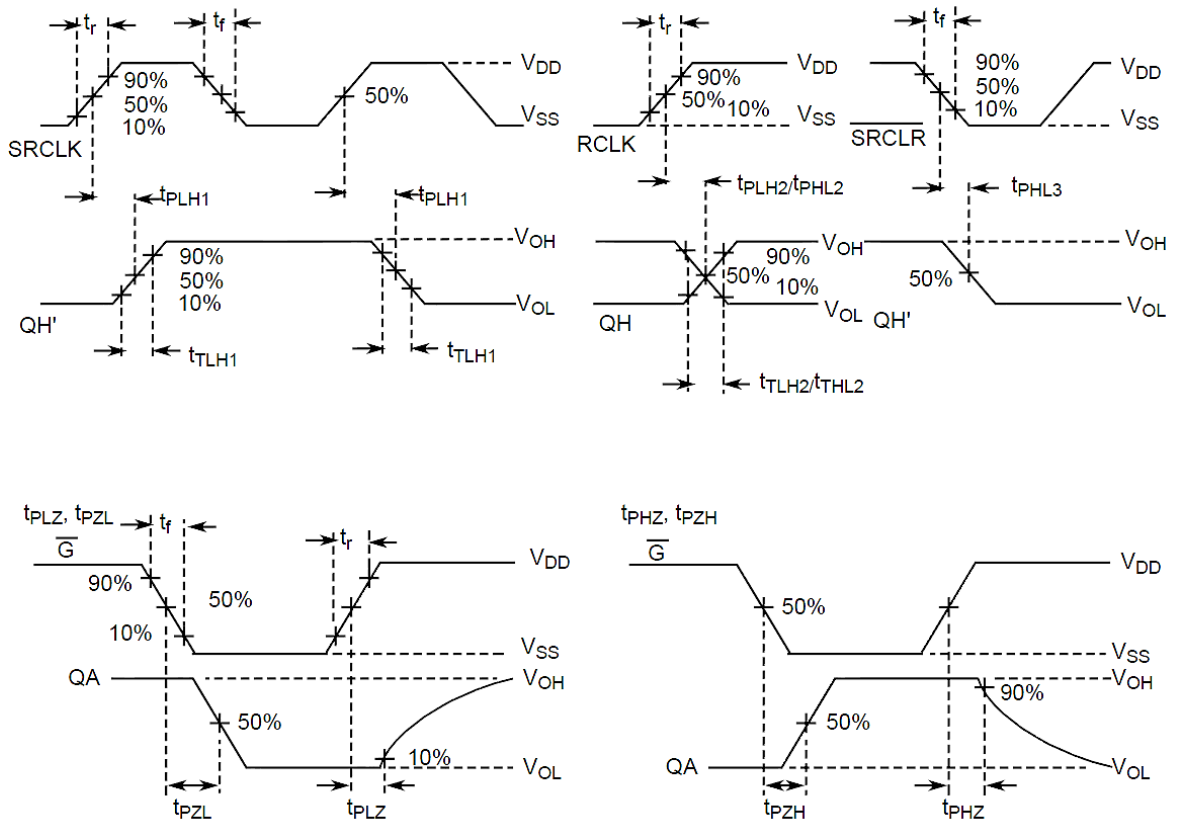 tr
tf
90%
50%
10%
SRCLK
50%
VDD
VSS
tPLH1
tPLH1
90%
50%
10%
QH'
VOH
VOL
tTLH1
tTLH1
tr
90%
50%
10%
RCLK
VDD
VSS
tPLH2/tPHL2
VOH
90%
50%
10%
QH
VOL
tTLH2/tTHL2
tf
90%
50%
10%
SRCLR
VDD
VSS
tPHL3
50%
QH'
VOH
VOL
tPLZ, tPZL
tf
G
tr
90%
50%
10%
VDD
VSS
QA
50%
10%
VOH
VOL
tPZL
tPLZ
tPHZ, tPZH
G
50%
VDD
VSS
VOH
90%
50%
QA
VOL
tPZH
tPHZ